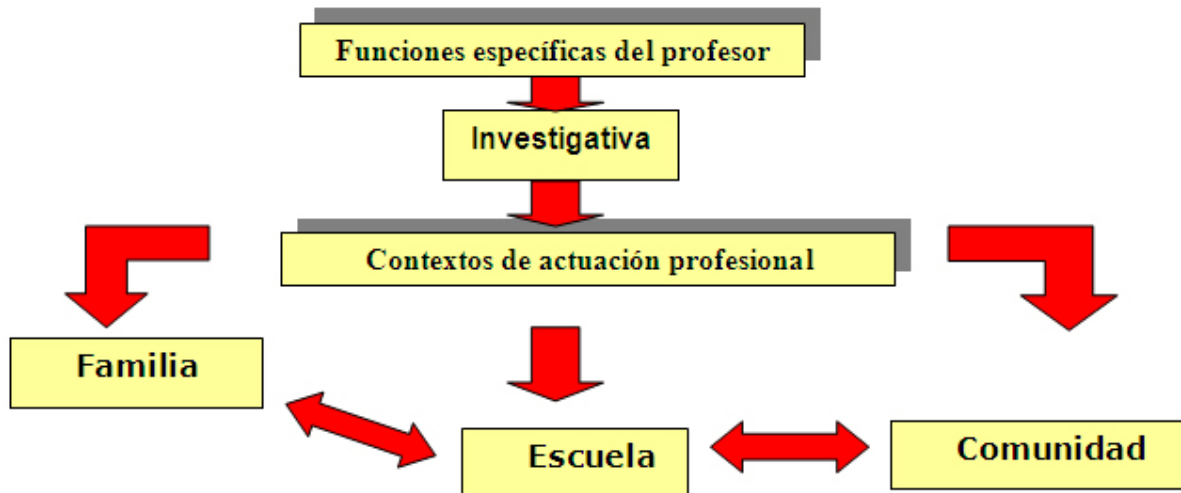 Funciones específicas del profesor
Investigativa
Contextos de actuación profesional
Familia
Escuela
Comunidad